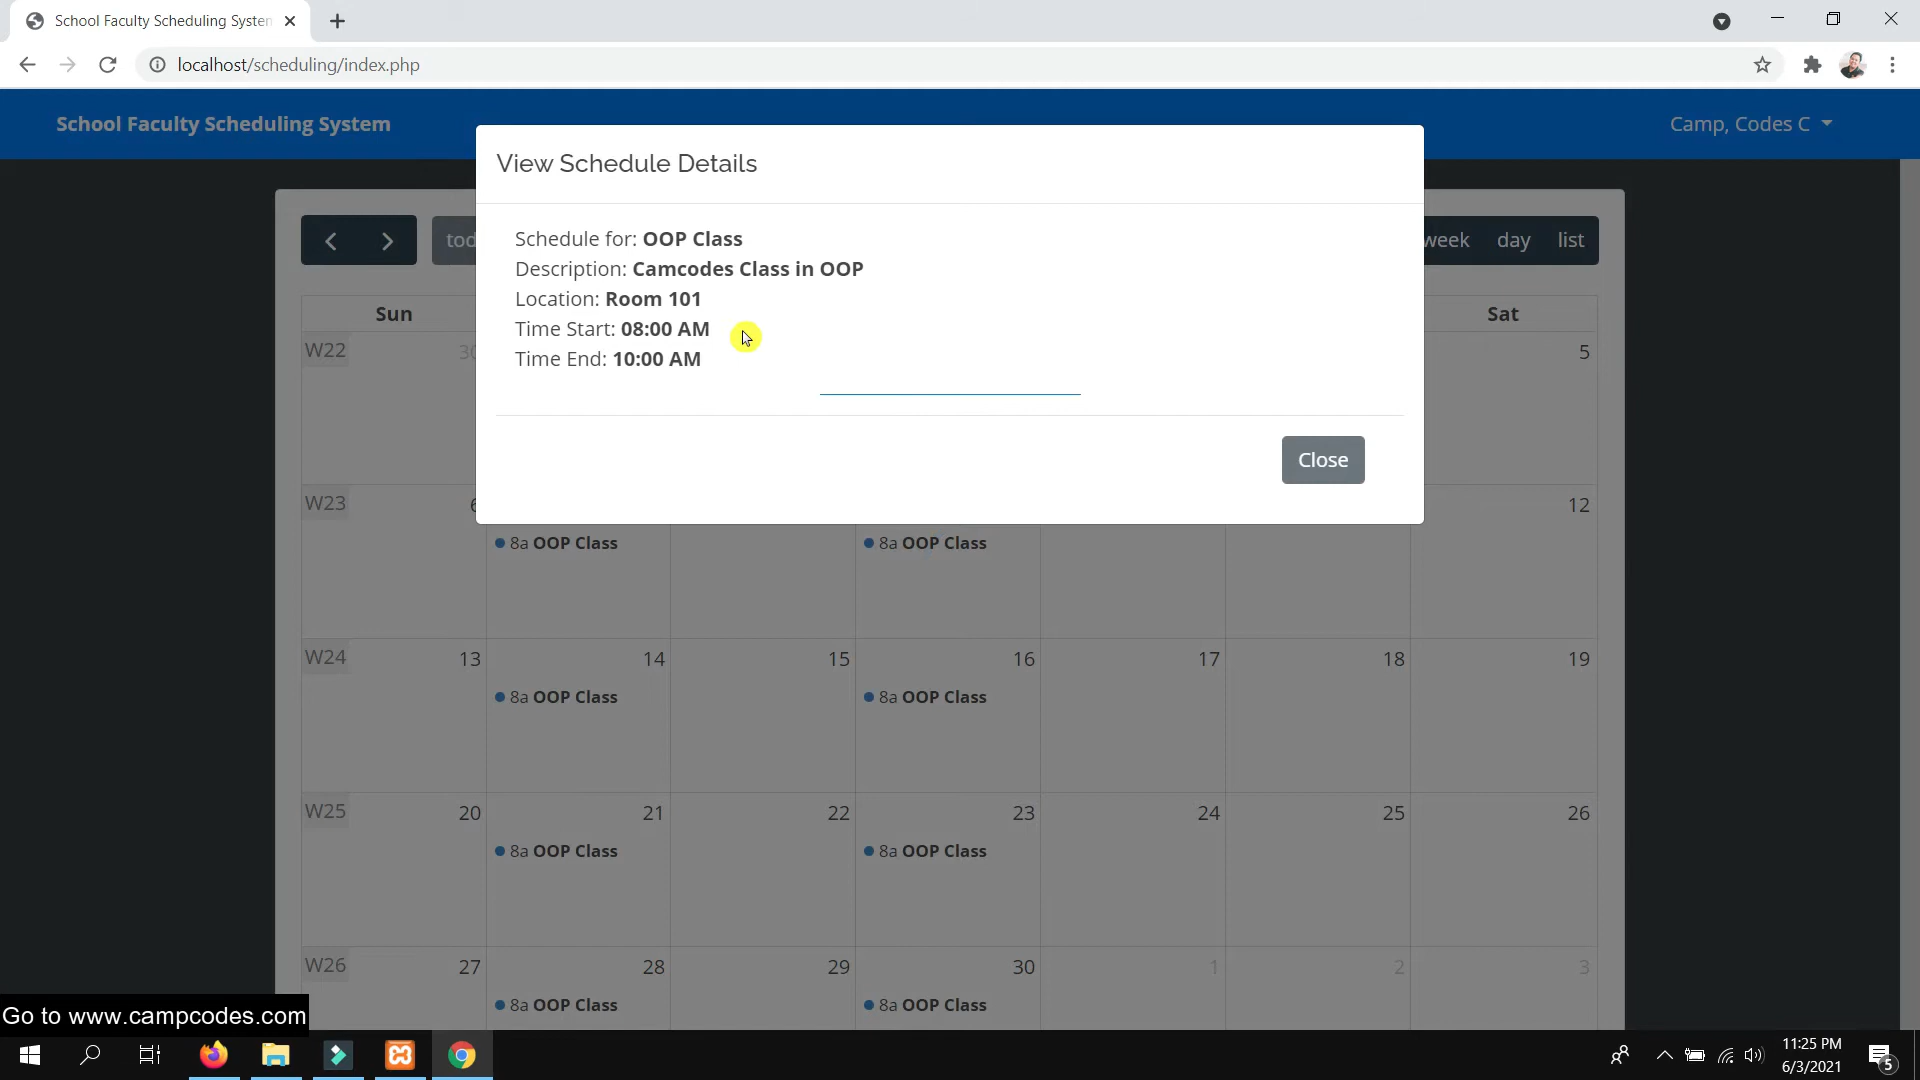 School Faculty Scheduling System
localhost/scheduling/index.php
School Faculty Scheduling System
Camp, Codes C
View Schedule Details
Schedule for: OOP Class
Description: Camcodes Class in OOP
Location: Room 101
Time Start: 08:00 AM
Time End: 10:00 AM
Close
week day list
Sun Sat
W22 5
W23 12
8a OOP Class 8a OOP Class
W24 13 14 15 16 17 18 19
8a OOP Class 8a OOP Class
W25 20 21 22 23 24 25 26
8a OOP Class 8a OOP Class
W26 27 28 29 30 1 2 3
8a OOP Class 8a OOP Class
Go to www.campcodes.com
11:25 PM
6/3/2021
5